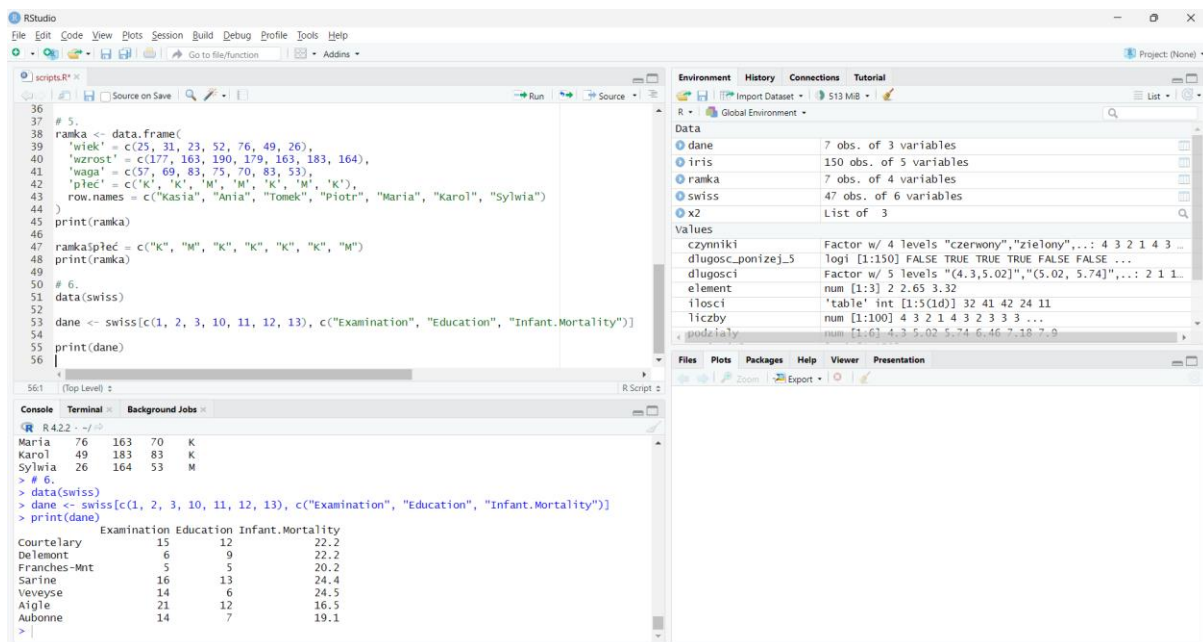 RStudio
File Edit Code View Plots Session Build Debug Profile Tools Help
Go to file/function Addins Project: (None)
scripts.R*
Source on Save Run Source
36
37 # 5.
38 ramka <- data.frame(
39 'wiek' = c(25, 31, 23, 52, 76, 49, 26),
40 'wzrost' = c(177, 163, 190, 179, 163, 183, 164),
41 'waga' = c(57, 69, 83, 75, 70, 83, 53),
42 'płeć' = c('K', 'K', 'M', 'M', 'K', 'M', 'K'),
43 row.names = c("Kasia", "Ania", "Tomek", "Piotr", "Maria", "Karol", "Sylwia")
44 )
45 print(ramka)
46
47 ramka$płeć = c("K", "M", "K", "K", "K", "K", "M")
48 print(ramka)
49
50 # 6.
51 data(swiss)
52
53 dane <- swiss[c(1, 2, 3, 10, 11, 12, 13), c("Examination", "Education", "Infant.Mortality")]
54
55 print(dane)
56
56:1 (Top Level) R Script
Console Terminal Background Jobs
R 4.2.2 · ~/
Maria 76 163 70 K
Karol 49 183 83 K
Sylwia 26 164 53 M
> # 6.
> data(swiss)
> dane <- swiss[c(1, 2, 3, 10, 11, 12, 13), c("Examination", "Education", "Infant.Mortality")]
> print(dane)
Examination Education Infant.Mortality
Courtelary 15 12 22.2
Delemont 6 9 22.2
Franches-Mnt 5 5 20.2
Sarine 16 13 24.4
Veveyse 14 6 24.5
Aigle 21 12 16.5
Aubonne 14 7 19.1
>
Environment History Connections Tutorial
Import Dataset 513 MiB List
R Global Environment
Data
dane 7 obs. of 3 variables
iris 150 obs. of 5 variables
ramka 7 obs. of 4 variables
swiss 47 obs. of 6 variables
x2 List of 3
Values
czynniki Factor w/ 4 levels "czerwony","zielony",..: 4 3 2 1 4 3 ...
dlugosc_ponizej_5 logi [1:150] FALSE TRUE TRUE TRUE FALSE FALSE ...
dlugosci Factor w/ 5 levels "(4.3,5.02]","(5.02, 5.74]",..: 2 1 1...
element num [1:3] 2 2.65 3.32
ilosci 'table' int [1:5(1d)] 32 41 42 24 11
liczby num [1:100] 4 3 2 1 4 3 2 3 3 3 ...
podzialy num [1:6] 4.3 5.02 5.74 6.46 7.18 7.9
Files Plots Packages Help Viewer Presentation
Zoom Export